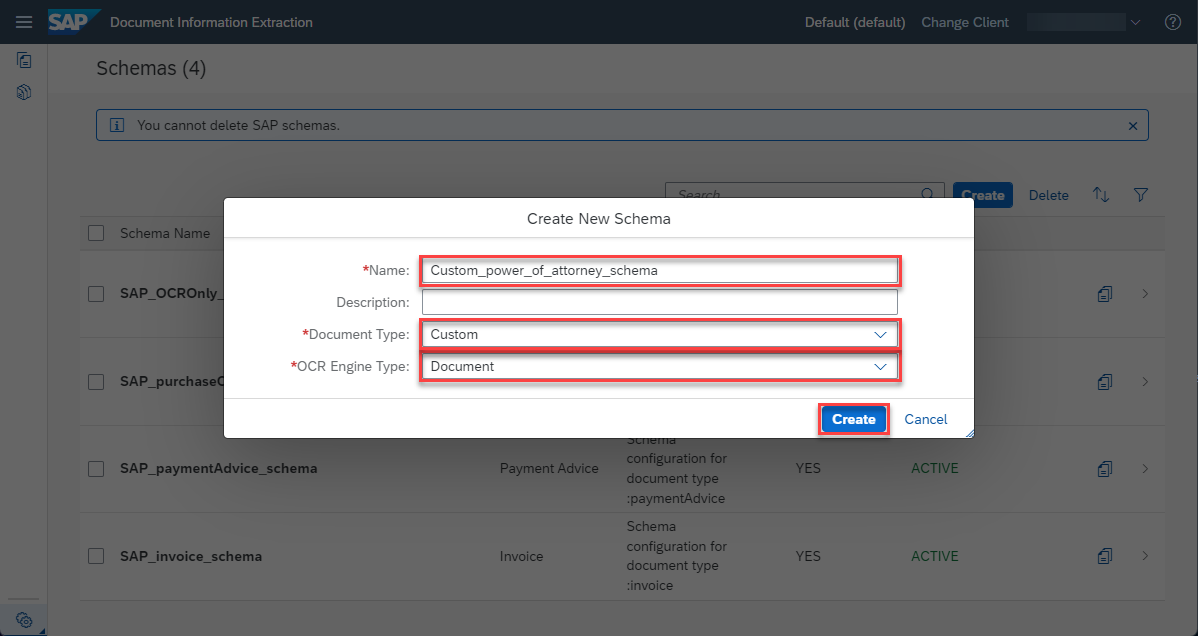 SAP Document Information Extraction Default (default) Change Client
Schemas (4)
You cannot delete SAP schemas.
Search Create Delete
Schema Name
SAP_OCROnly_
SAP_purchaseO
Create New Schema
*Name: Custom_power_of_attorney_schema
Description:
*Document Type: Custom
*OCR Engine Type: Document
Create Cancel
SAP_paymentAdvice_schema Payment Advice Schema configuration for document type :paymentAdvice YES ACTIVE
SAP_invoice_schema Invoice Schema configuration for document type :invoice YES ACTIVE